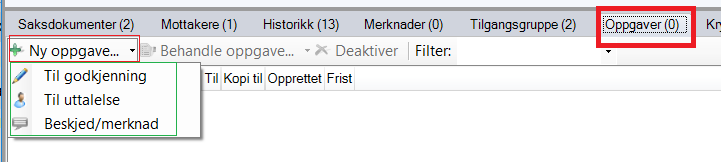 Saksdokumenter (2) Mottakere (1) Historikk (13) Merknader (0) Tilgangsgruppe (2) Oppgaver (0)
Ny oppgave... Behandle oppgave... Deaktiver Filter:
Til Kopi til Opprettet Frist
Til godkjenning
Til uttalelse
Beskjed/merknad